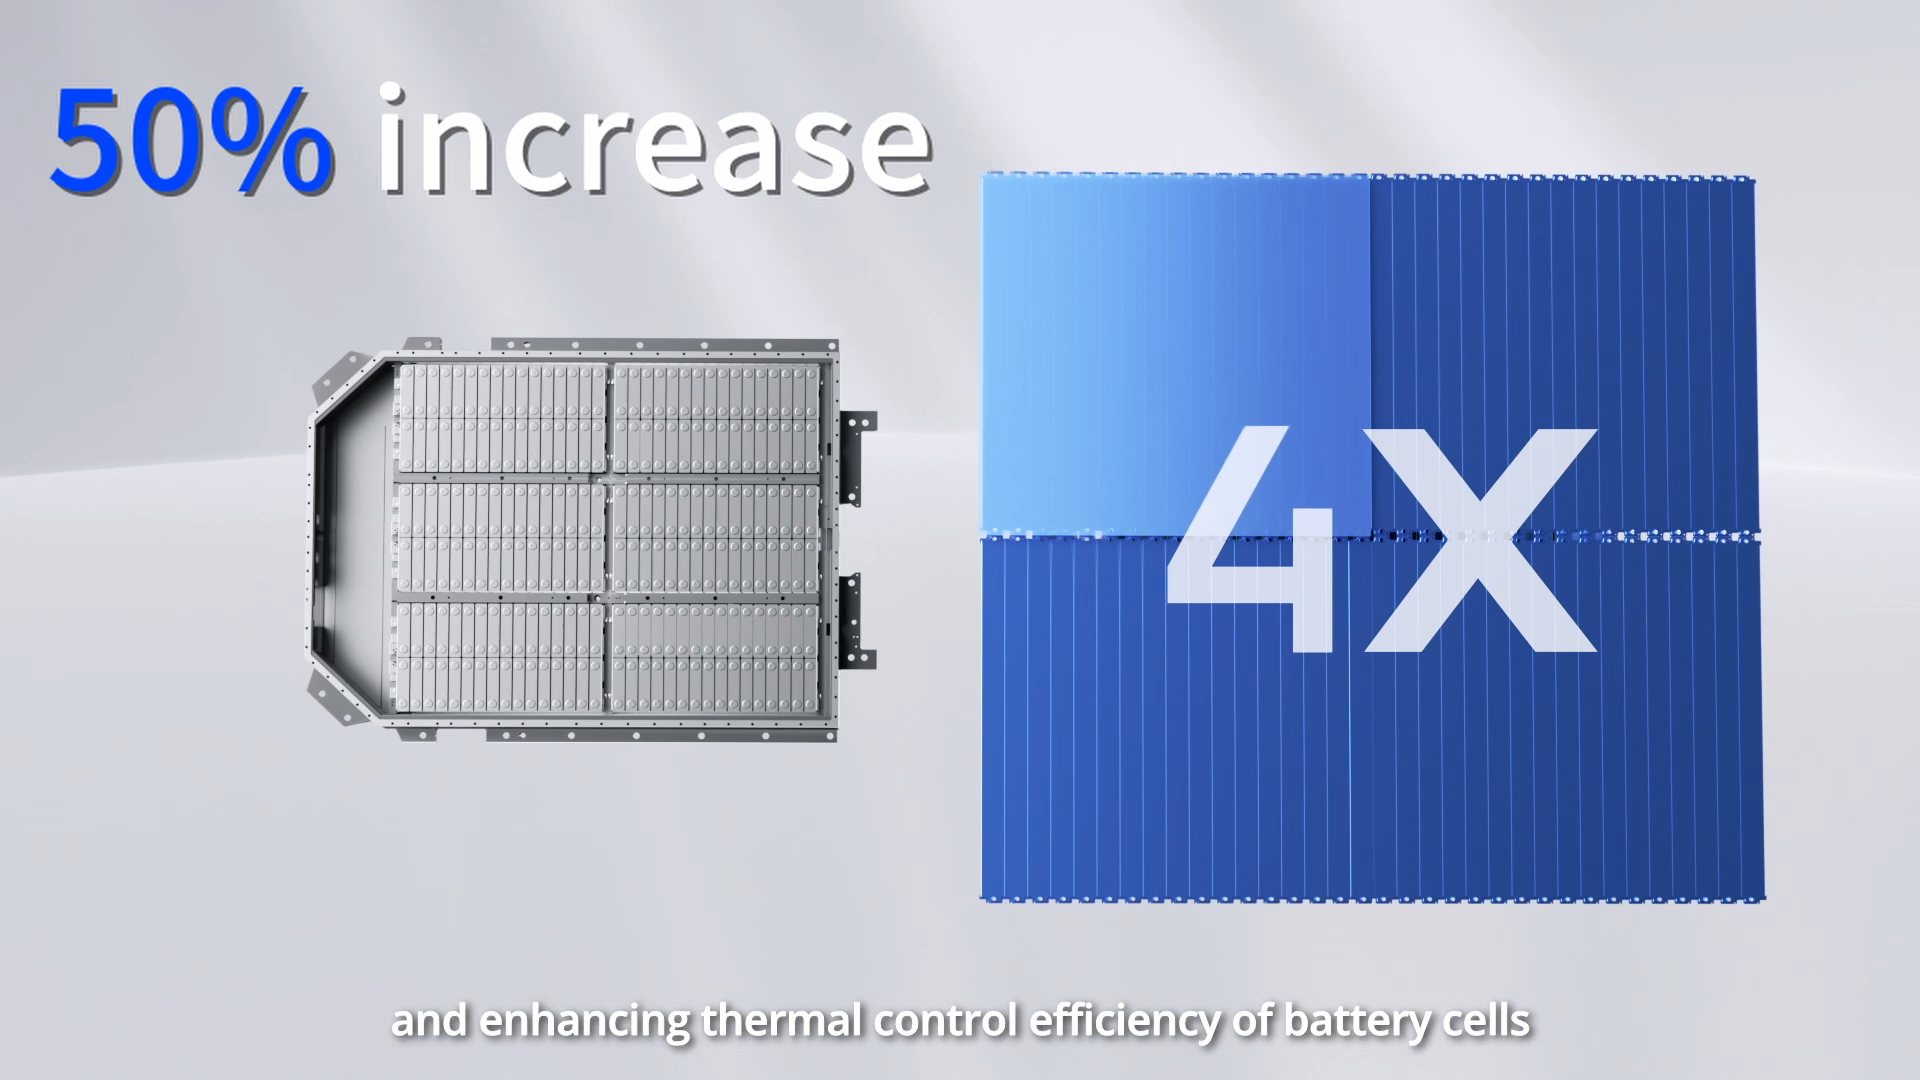 50% increase
4X
and enhancing thermal control efficiency of battery cells